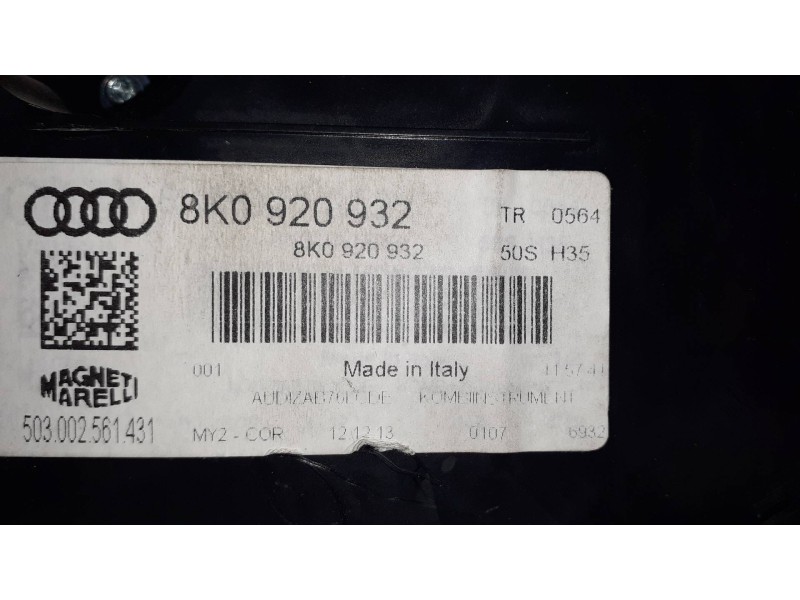 8K0 920 932 TR 0564
8K0 920 932 50S H35
001 Made in Italy
MAGNETI
MARELLI
KOMBIINSTRUMENT
503.002.561.431 MY2-COR 12.12.13 0107 6932